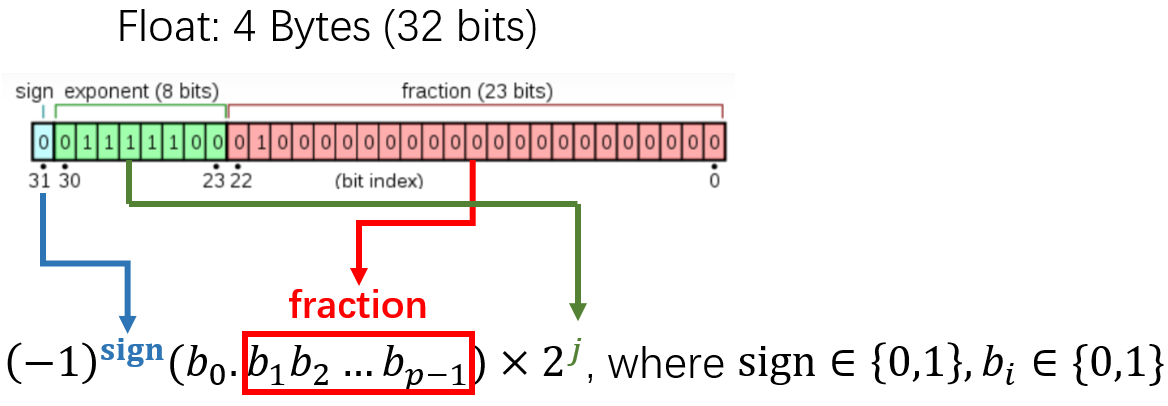 Float: 4 Bytes (32 bits)
sign exponent (8 bits) fraction (23 bits)
0 0 1 1 1 1 1 0 0 0 1 0 0 0 0 0 0 0 0 0 0 0 0 0 0 0 0 0 0 0 0 0
31 30 23 22 (bit index) 0
fraction
(−1)^sign (b₀.b₁b₂ … bₚ₋₁) × 2^j, where sign ∈ {0,1}, bᵢ ∈ {0,1}